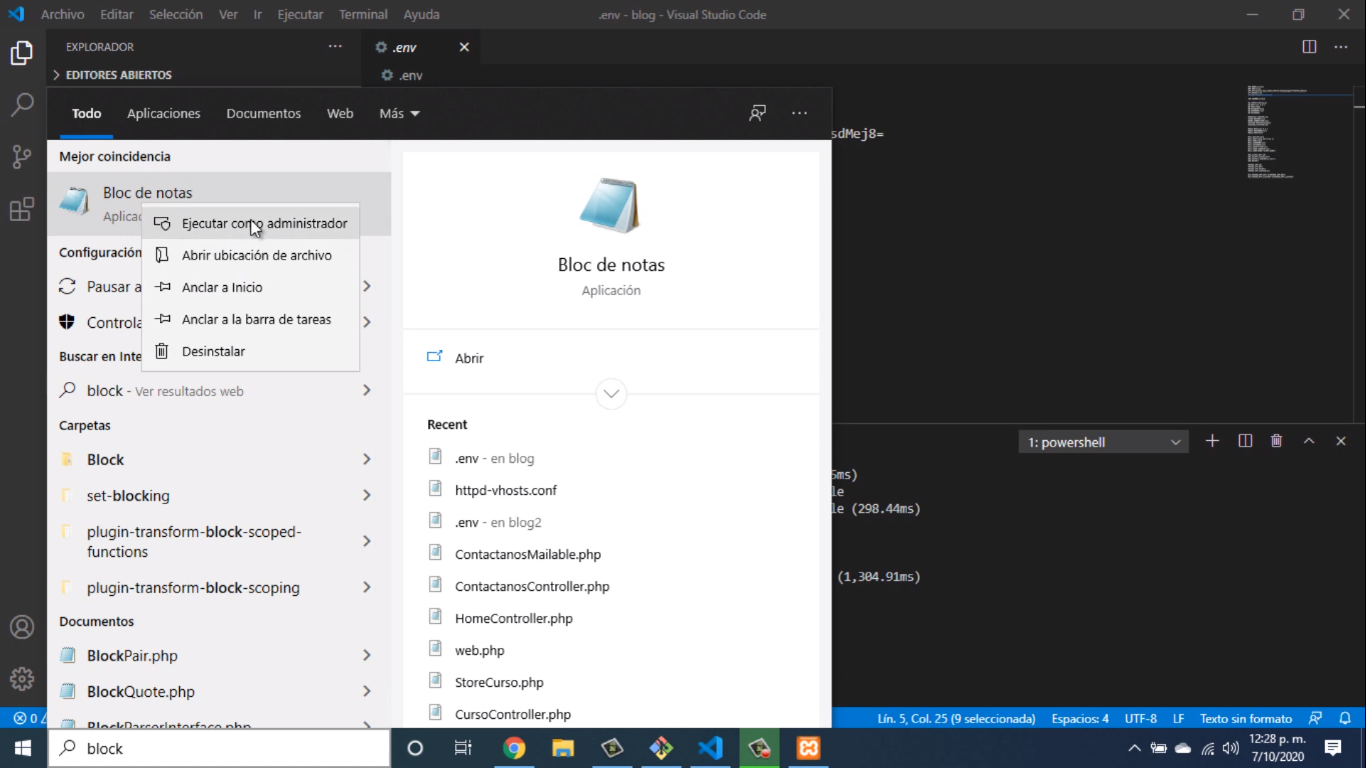 Archivo Editar Selección Ver Ir Ejecutar Terminal Ayuda
.env - blog - Visual Studio Code
EXPLORADOR
.env
EDITORES ABIERTOS
.env
Todo Aplicaciones Documentos Web Más
sdMej8=
Mejor coincidencia
Bloc de notas
Ejecutar como administrador
Abrir ubicación de archivo
Anclar a Inicio
Anclar a la barra de tareas
Desinstalar
Configuración
Pausar a
Controla
Buscar en Inte
block - Ver resultados web
Carpetas
Block
set-blocking
plugin-transform-block-scoped-
functions
plugin-transform-block-scoping
Documentos
BlockPair.php
BlockQuote.php
BlockParserInterface.php
Bloc de notas
Aplicación
Abrir
Recent
.env - en blog
httpd-vhosts.conf
.env - en blog2
ContactanosMailable.php
ContactanosController.php
HomeController.php
web.php
StoreCurso.php
CursoController.php
1: powershell
ms)
le
le (298.44ms)
(1,304.91ms)
0
Lín. 5, Col. 25 (9 seleccionada) Espacios: 4 UTF-8 LF Texto sin formato
block
12:28 p. m.
7/10/2020